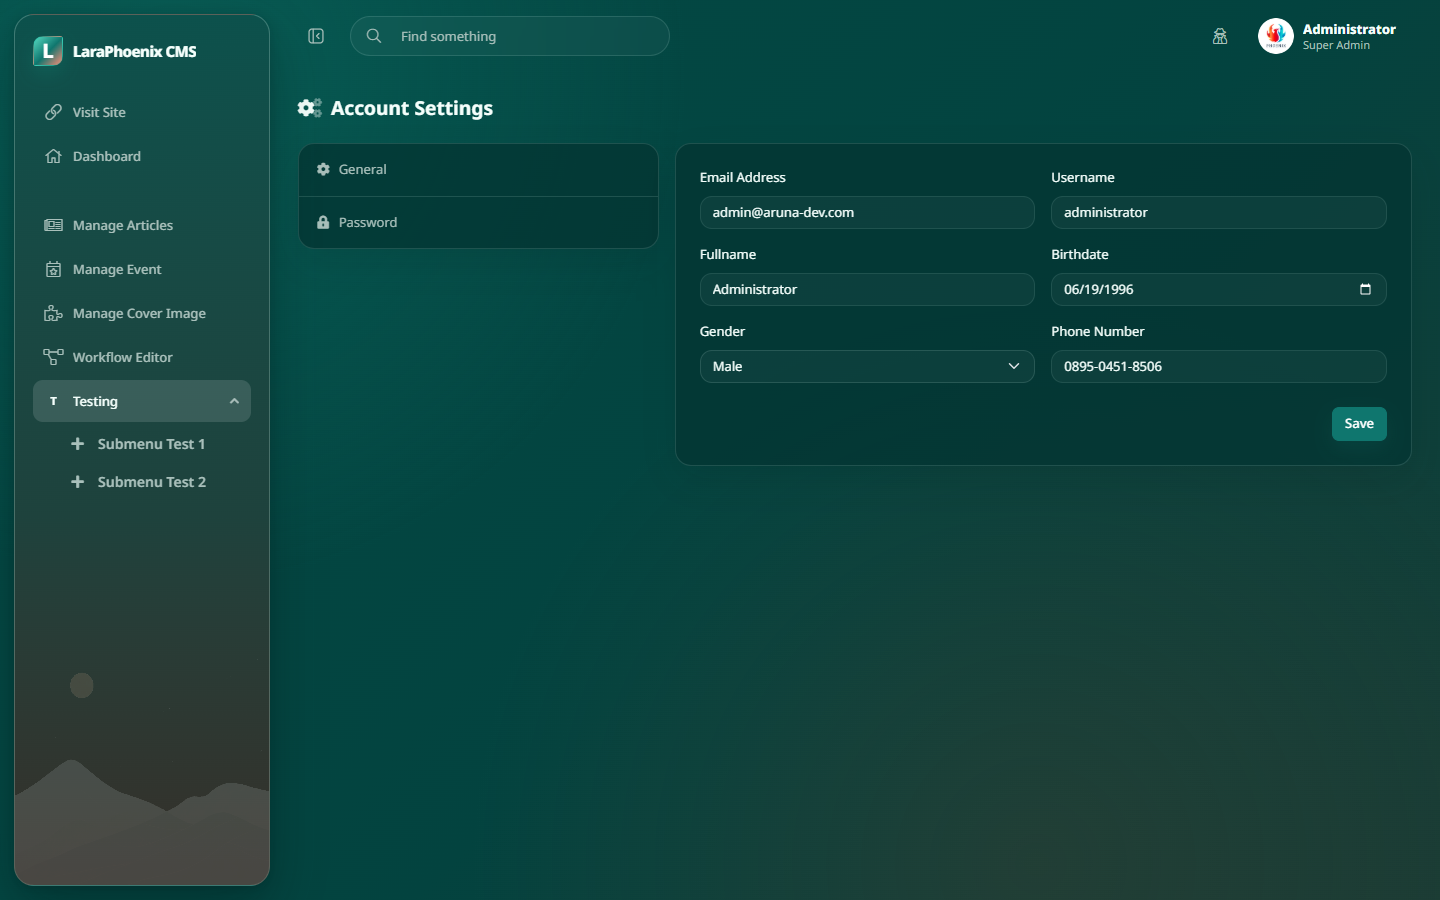 L LaraPhoenix CMS
Visit Site
Dashboard
Manage Articles
Manage Event
Manage Cover Image
Workflow Editor
T Testing
Submenu Test 1
Submenu Test 2
Find something
Administrator
Super Admin
Account Settings
General
Password
Email Address
admin@aruna-dev.com
Username
administrator
Fullname
Administrator
Birthdate
06/19/1996
Gender
Male
Phone Number
0895-0451-8506
Save